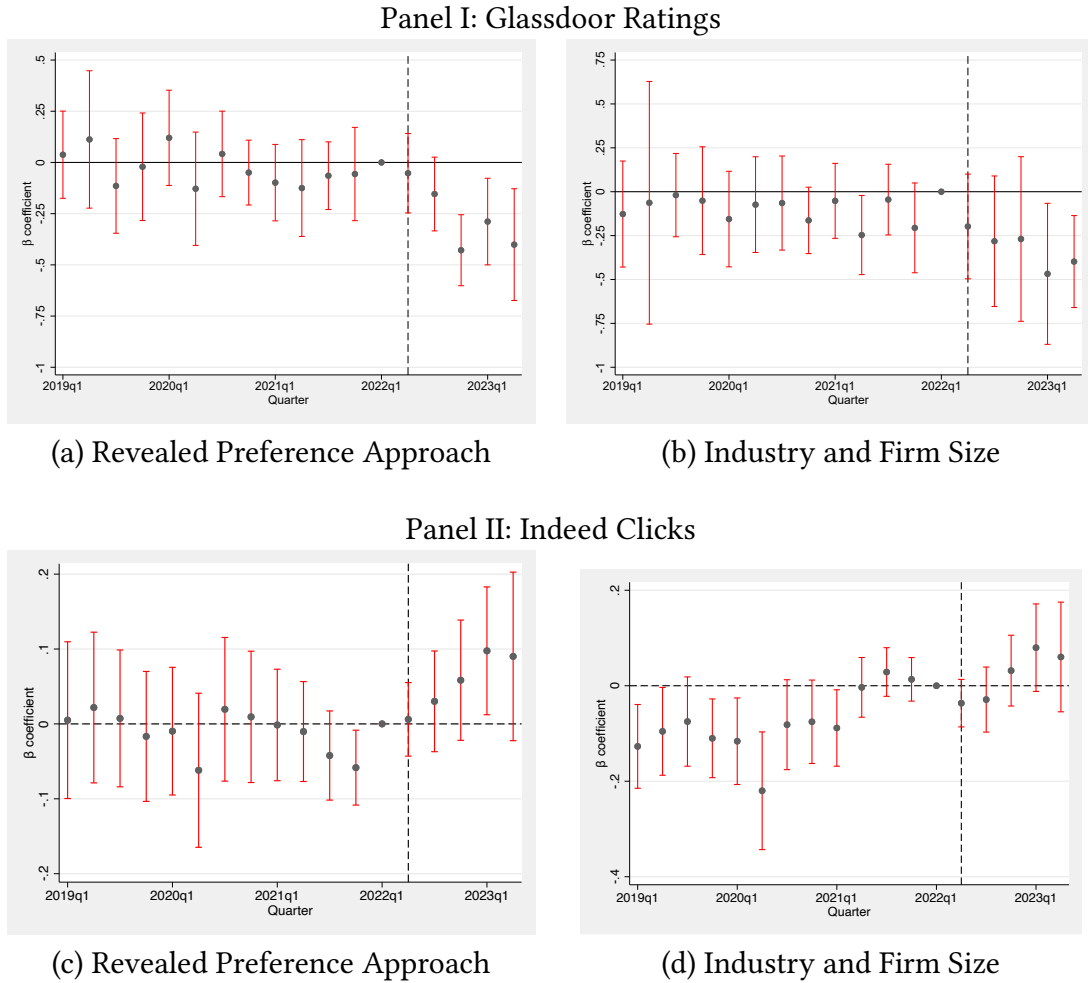 Panel I: Glassdoor Ratings
.5
.25
0
-.25
-.5
-.75
-1
β coefficient
2019q1 2020q1 2021q1 2022q1 2023q1
Quarter
(a) Revealed Preference Approach
.75
.5
.25
0
-.25
-.5
-.75
-1
β coefficient
2019q1 2020q1 2021q1 2022q1 2023q1
Quarter
(b) Industry and Firm Size
Panel II: Indeed Clicks
.2
.1
0
-.1
-.2
β coefficient
2019q1 2020q1 2021q1 2022q1 2023q1
Quarter
(c) Revealed Preference Approach
.2
0
-.2
-.4
β coefficient
2019q1 2020q1 2021q1 2022q1 2023q1
Quarter
(d) Industry and Firm Size